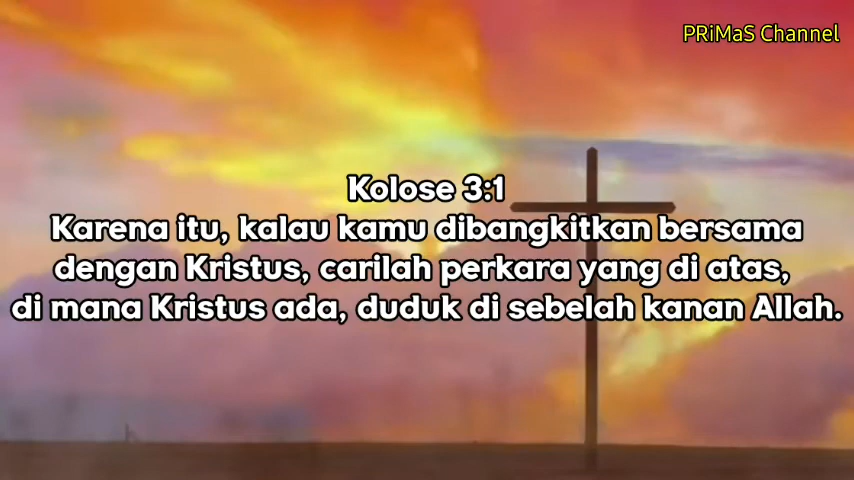 PRiMaS Channel
Kolose 3:1
Karena itu, kalau kamu dibangkitkan bersama
dengan Kristus, carilah perkara yang di atas,
di mana Kristus ada, duduk di sebelah kanan Allah.